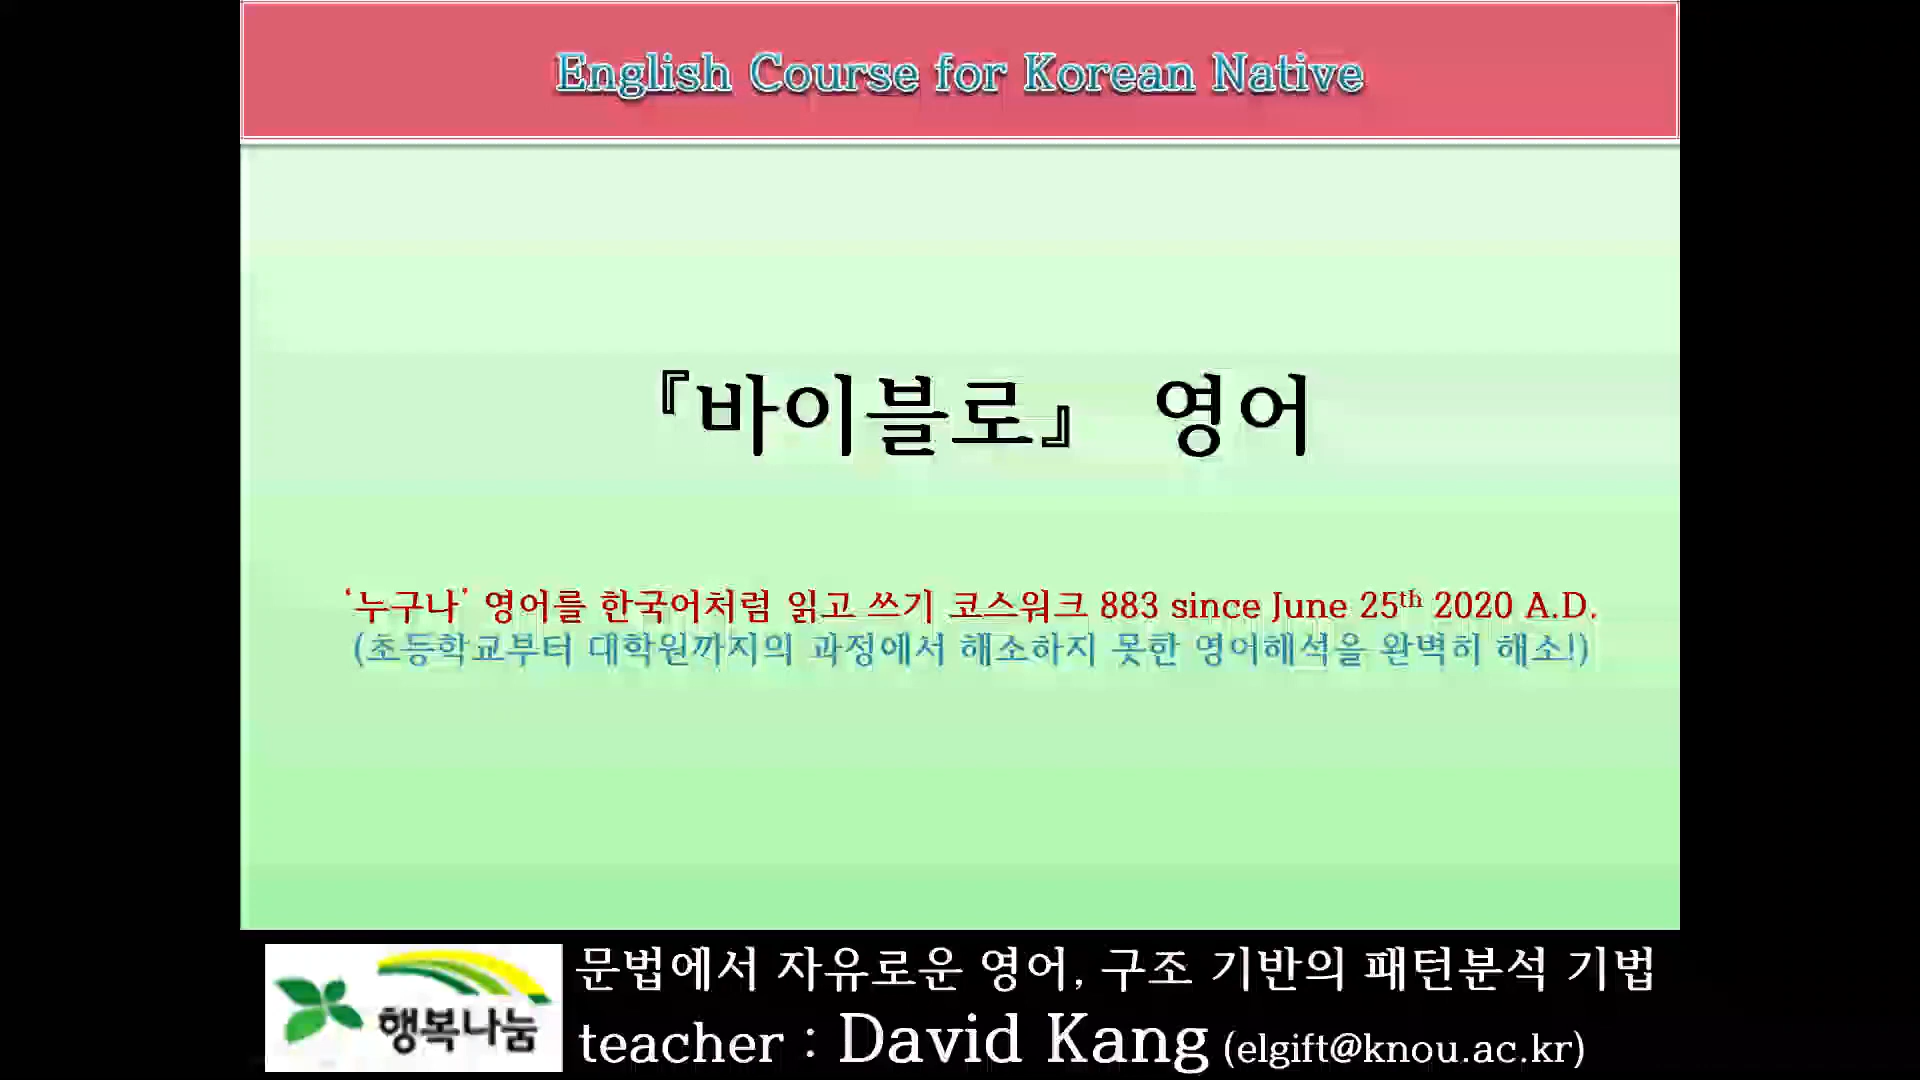 English Course for Korean Native
『바이블로』 영어
‘누구나’ 영어를 한국어처럼 읽고 쓰기 코스워크 883 since June 25th 2020 A.D.
(초등학교부터 대학원까지의 과정에서 해소하지 못한 영어해석을 완벽히 해소!)
행복나눔
문법에서 자유로운 영어, 구조 기반의 패턴분석 기법
teacher : David Kang (elgift@knou.ac.kr)